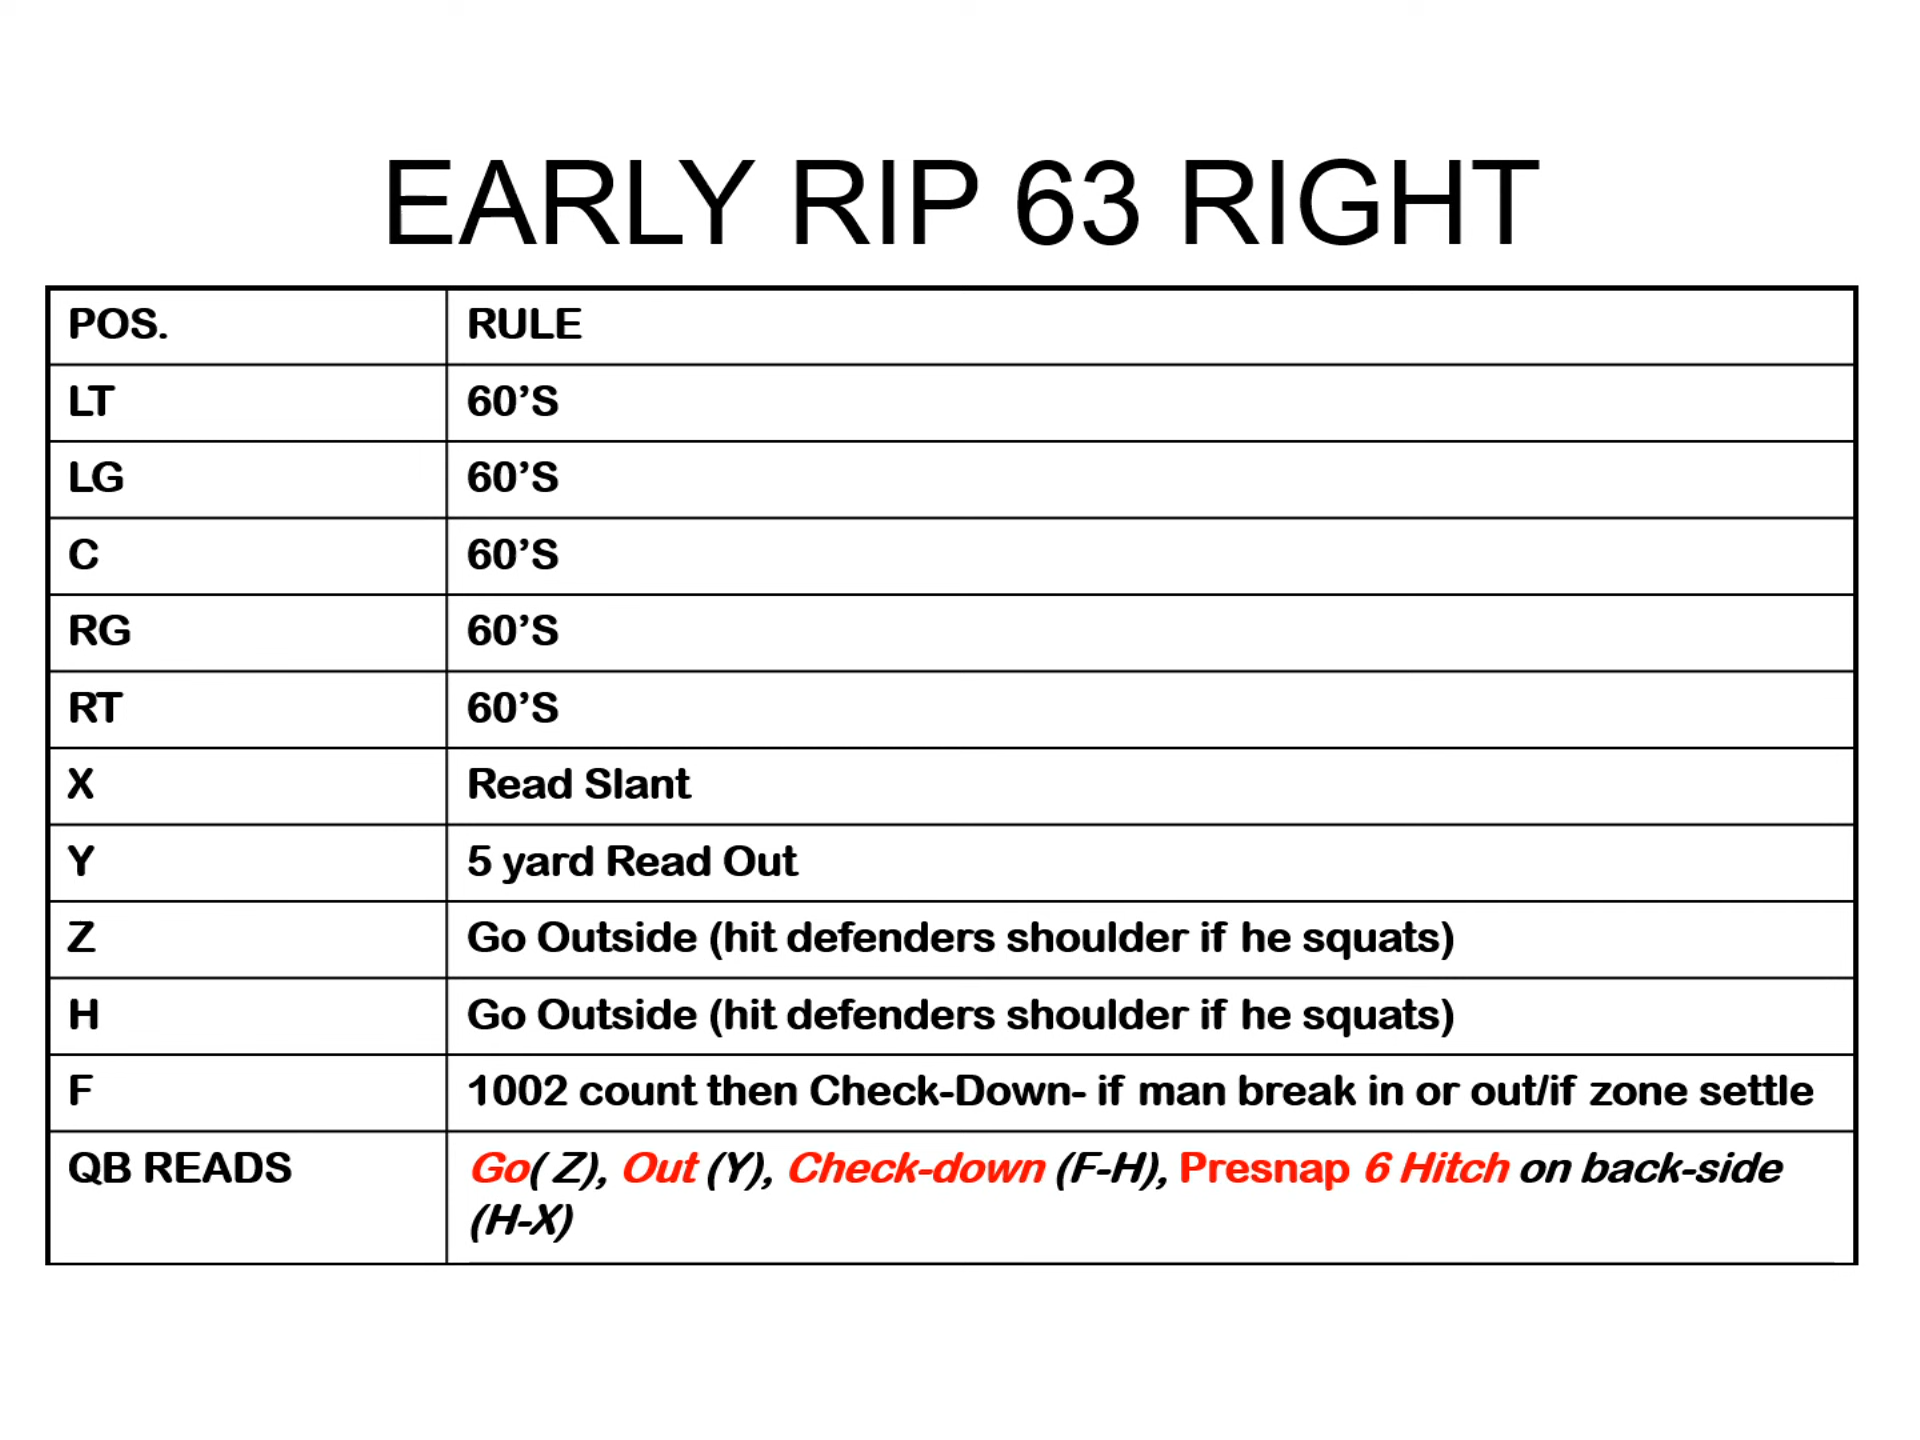 EARLY RIP 63 RIGHT
POS. RULE
LT 60’S
LG 60’S
C 60’S
RG 60’S
RT 60’S
X Read Slant
Y 5 yard Read Out
Z Go Outside (hit defenders shoulder if he squats)
H Go Outside (hit defenders shoulder if he squats)
F 1002 count then Check-Down- if man break in or out/if zone settle
QB READS Go( Z), Out (Y), Check-down (F-H), Presnap 6 Hitch on back-side
(H-X)